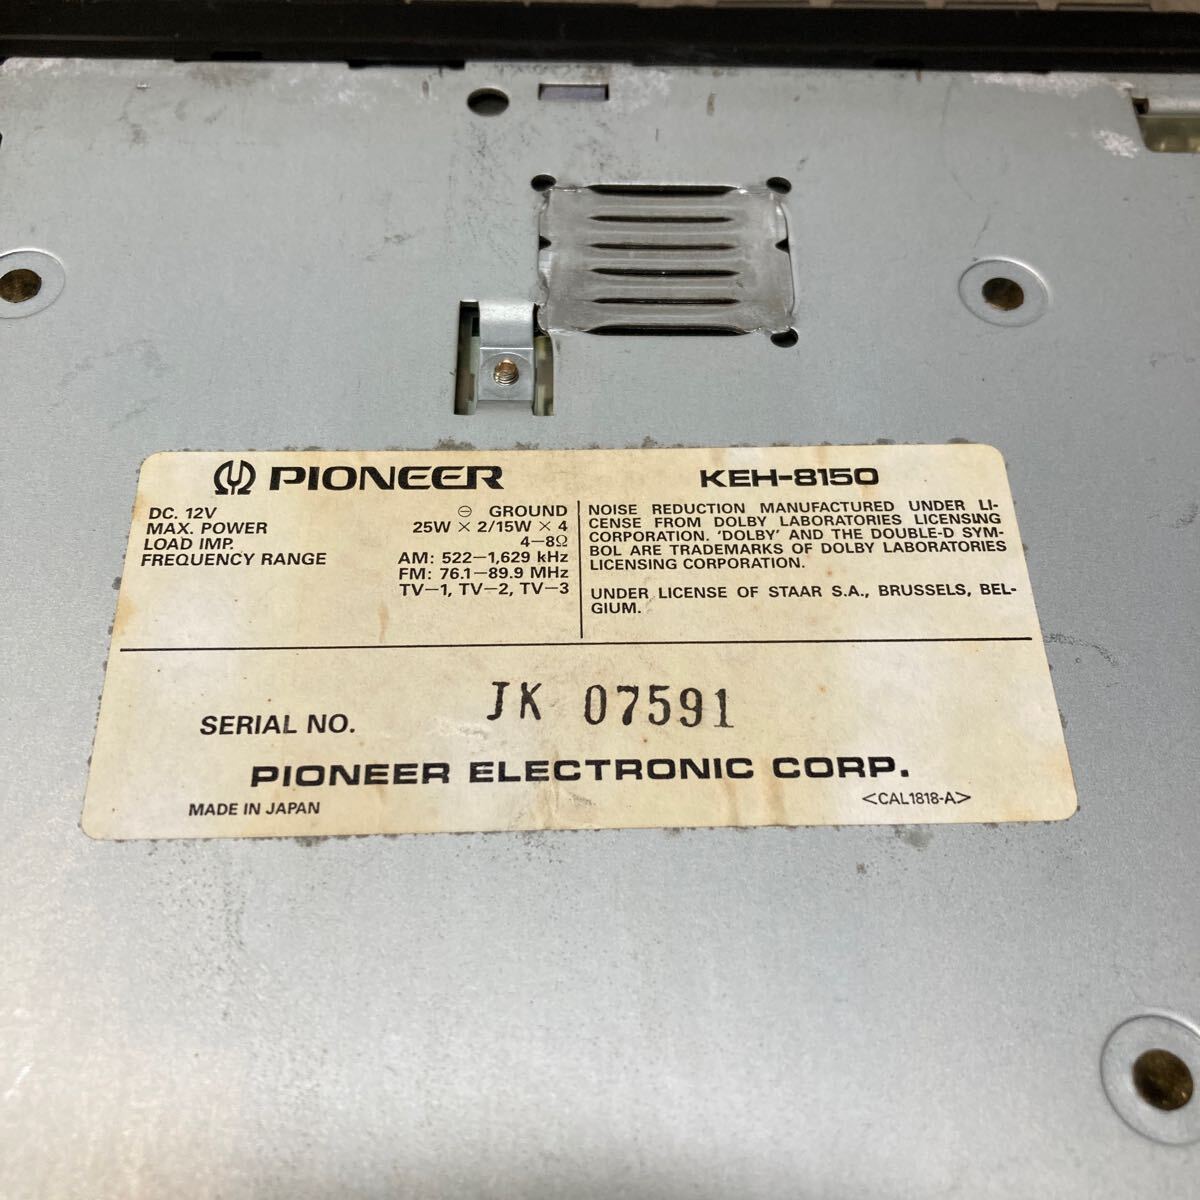 PIONEER KEH-8150
DC. 12V ⊖ GROUND
MAX. POWER 25W × 2/15W × 4
LOAD IMP. 4–8Ω
FREQUENCY RANGE AM: 522–1,629 kHz
FM: 76.1–89.9 MHz
TV–1, TV–2, TV–3
NOISE REDUCTION MANUFACTURED UNDER LI-
CENSE FROM DOLBY LABORATORIES LICENSING
CORPORATION. 'DOLBY' AND THE DOUBLE-D SYM-
BOL ARE TRADEMARKS OF DOLBY LABORATORIES
LICENSING CORPORATION.
UNDER LICENSE OF STAAR S.A., BRUSSELS, BEL-
GIUM.
SERIAL NO. JK 07591
PIONEER ELECTRONIC CORP.
MADE IN JAPAN <CAL1818-A>